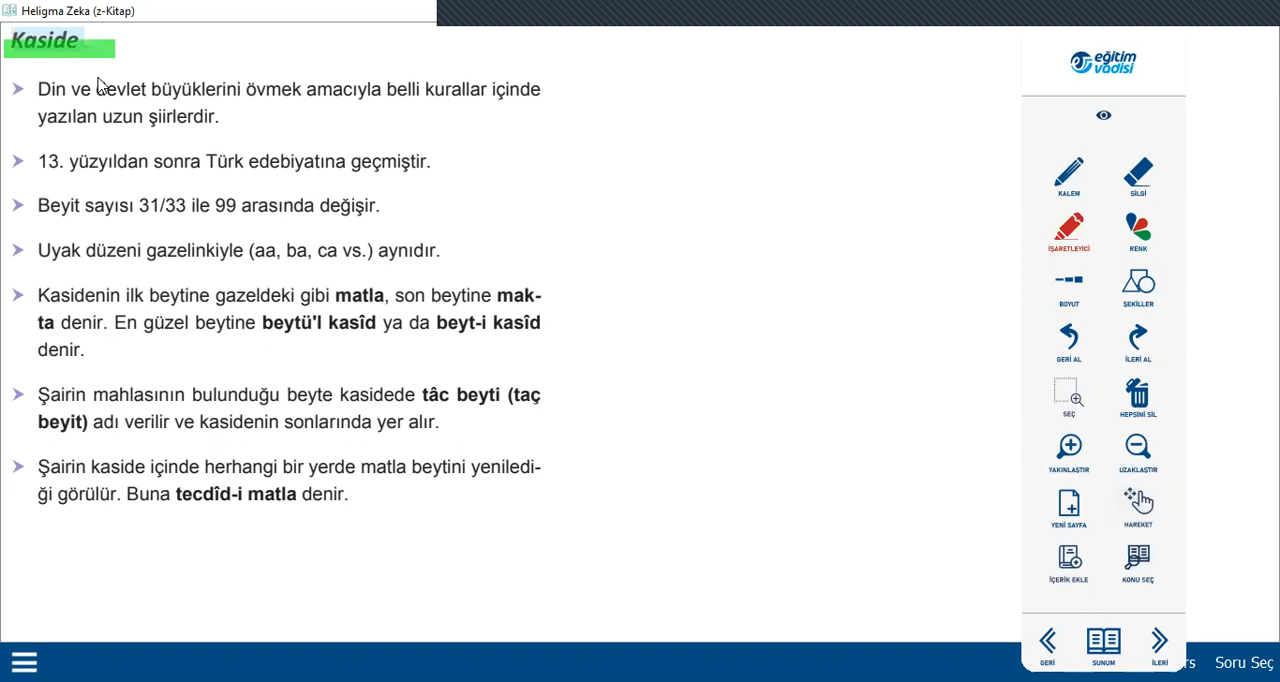 Heligma Zeka (z-Kitap)
Kaside
Din ve devlet büyüklerini övmek amacıyla belli kurallar içinde
yazılan uzun şiirlerdir.
13. yüzyıldan sonra Türk edebiyatına geçmiştir.
Beyit sayısı 31/33 ile 99 arasında değişir.
Uyak düzeni gazelinkiyle (aa, ba, ca vs.) aynıdır.
Kasidenin ilk beytine gazeldeki gibi matla, son beytine mak-
ta denir. En güzel beytine beytü'l kasîd ya da beyt-i kasîd
denir.
Şairin mahlasının bulunduğu beyte kasidede tâc beyti (taç
beyit) adı verilir ve kasidenin sonlarında yer alır.
Şairin kaside içinde herhangi bir yerde matla beytini yeniledi-
ği görülür. Buna tecdîd-i matla denir.
eğitim
vadisi
KALEM SİLGİ
İŞARETLEYİCİ RENK
BOYUT ŞEKİLLER
GERİ AL İLERİ AL
SEÇ HEPSİNİ SİL
YAKINLAŞTIR UZAKLAŞTIR
YENİ SAYFA HAREKET
İÇERİK EKLE KONU SEÇ
GERİ SUNUM İLERİ
rs Soru Seç